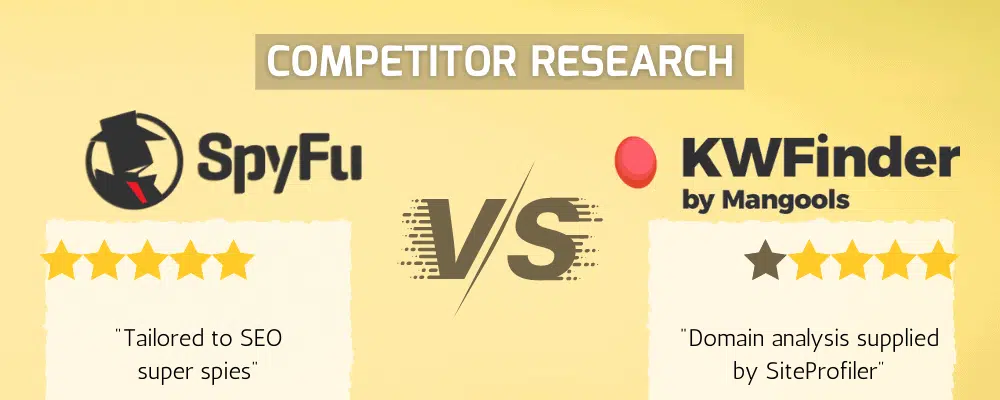 COMPETITOR RESEARCH
SpyFu
VS
KWFinder
by Mangools
"Tailored to SEO
super spies"
"Domain analysis supplied
by SiteProfiler"